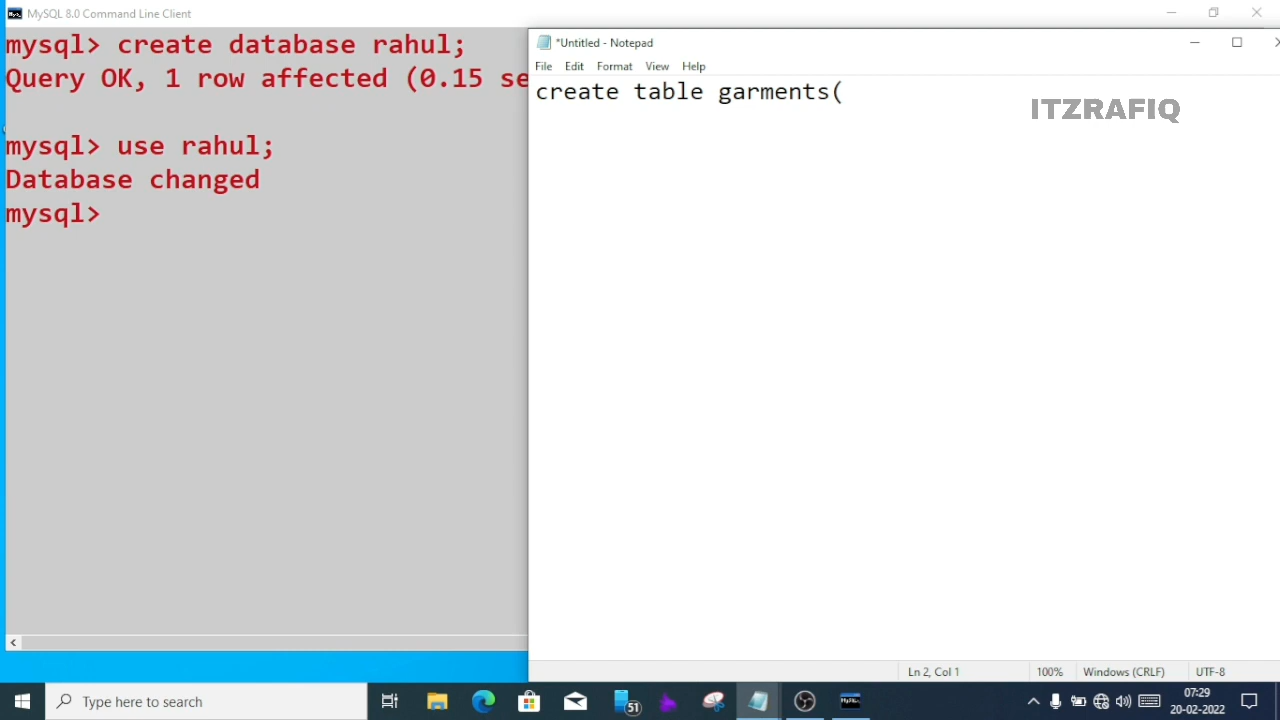 MySQL 8.0 Command Line Client
mysql> create database rahul;
Query OK, 1 row affected (0.15 se
mysql> use rahul;
Database changed
mysql>
*Untitled - Notepad
File Edit Format View Help
create table garments(
ITZRAFIQ
Ln 2, Col 1 100% Windows (CRLF) UTF-8
Type here to search
51
07:29
20-02-2022